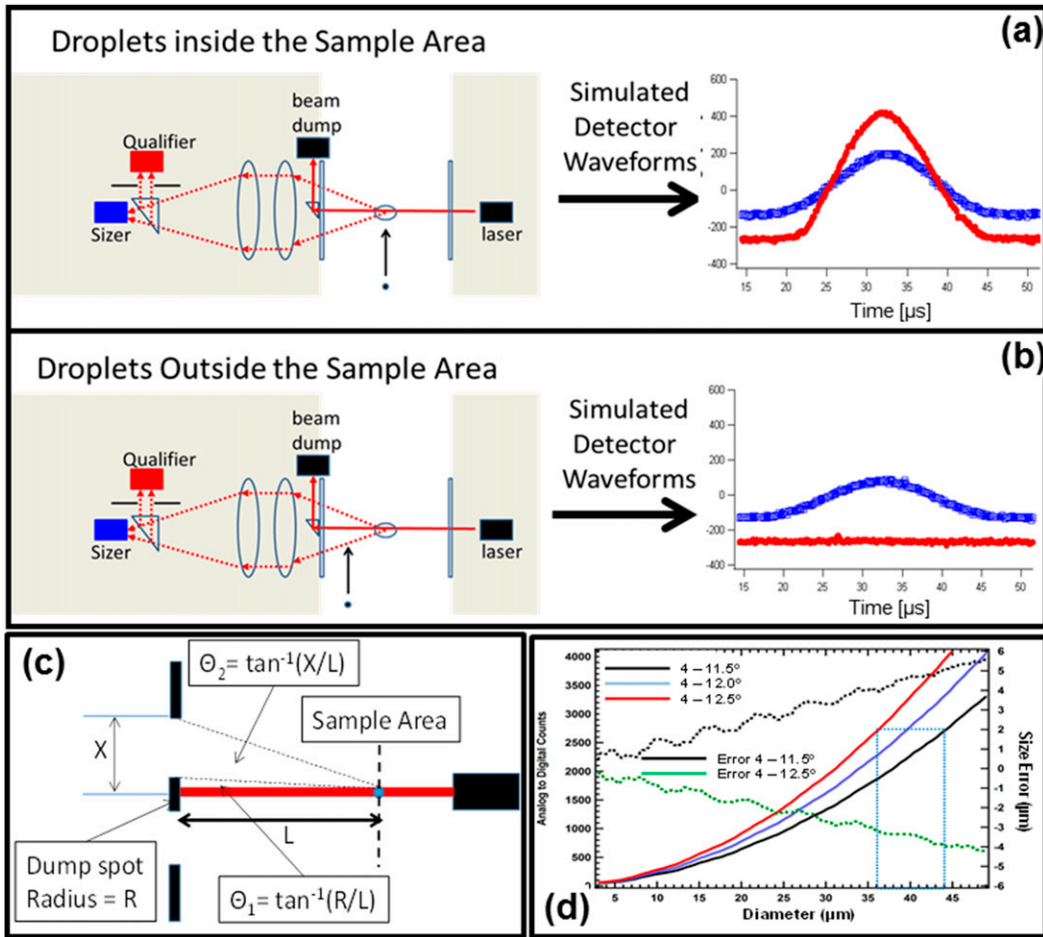 (a)
Droplets inside the Sample Area
beam
dump
Qualifier
Sizer
laser
Simulated
Detector
Waveforms
600
400
200
0
-200
-400
15 20 25 30 35 40 45 50
Time [µs]
(b)
Droplets Outside the Sample Area
beam
dump
Qualifier
Sizer
laser
Simulated
Detector
Waveforms
600
400
200
0
-200
-400
15 20 25 30 35 40 45 50
Time [µs]
(c)
Θ2= tan-1(X/L)
Sample Area
X
L
Dump spot
Radius = R
Θ1=tan-1(R/L)
4000
3500
3000
2500
2000
1500
1000
500
Analog to Digital Counts
4 – 11.5º
4 – 12.0º
4 – 12.5º
Error 4 – 11.5º
Error 4 – 12.5º
6
5
4
3
2
1
0
-1
-2
-3
-4
-5
-6
Size Error (µm)
5 10 15 20 25 30 35 40 45
Diameter (µm)
(d)